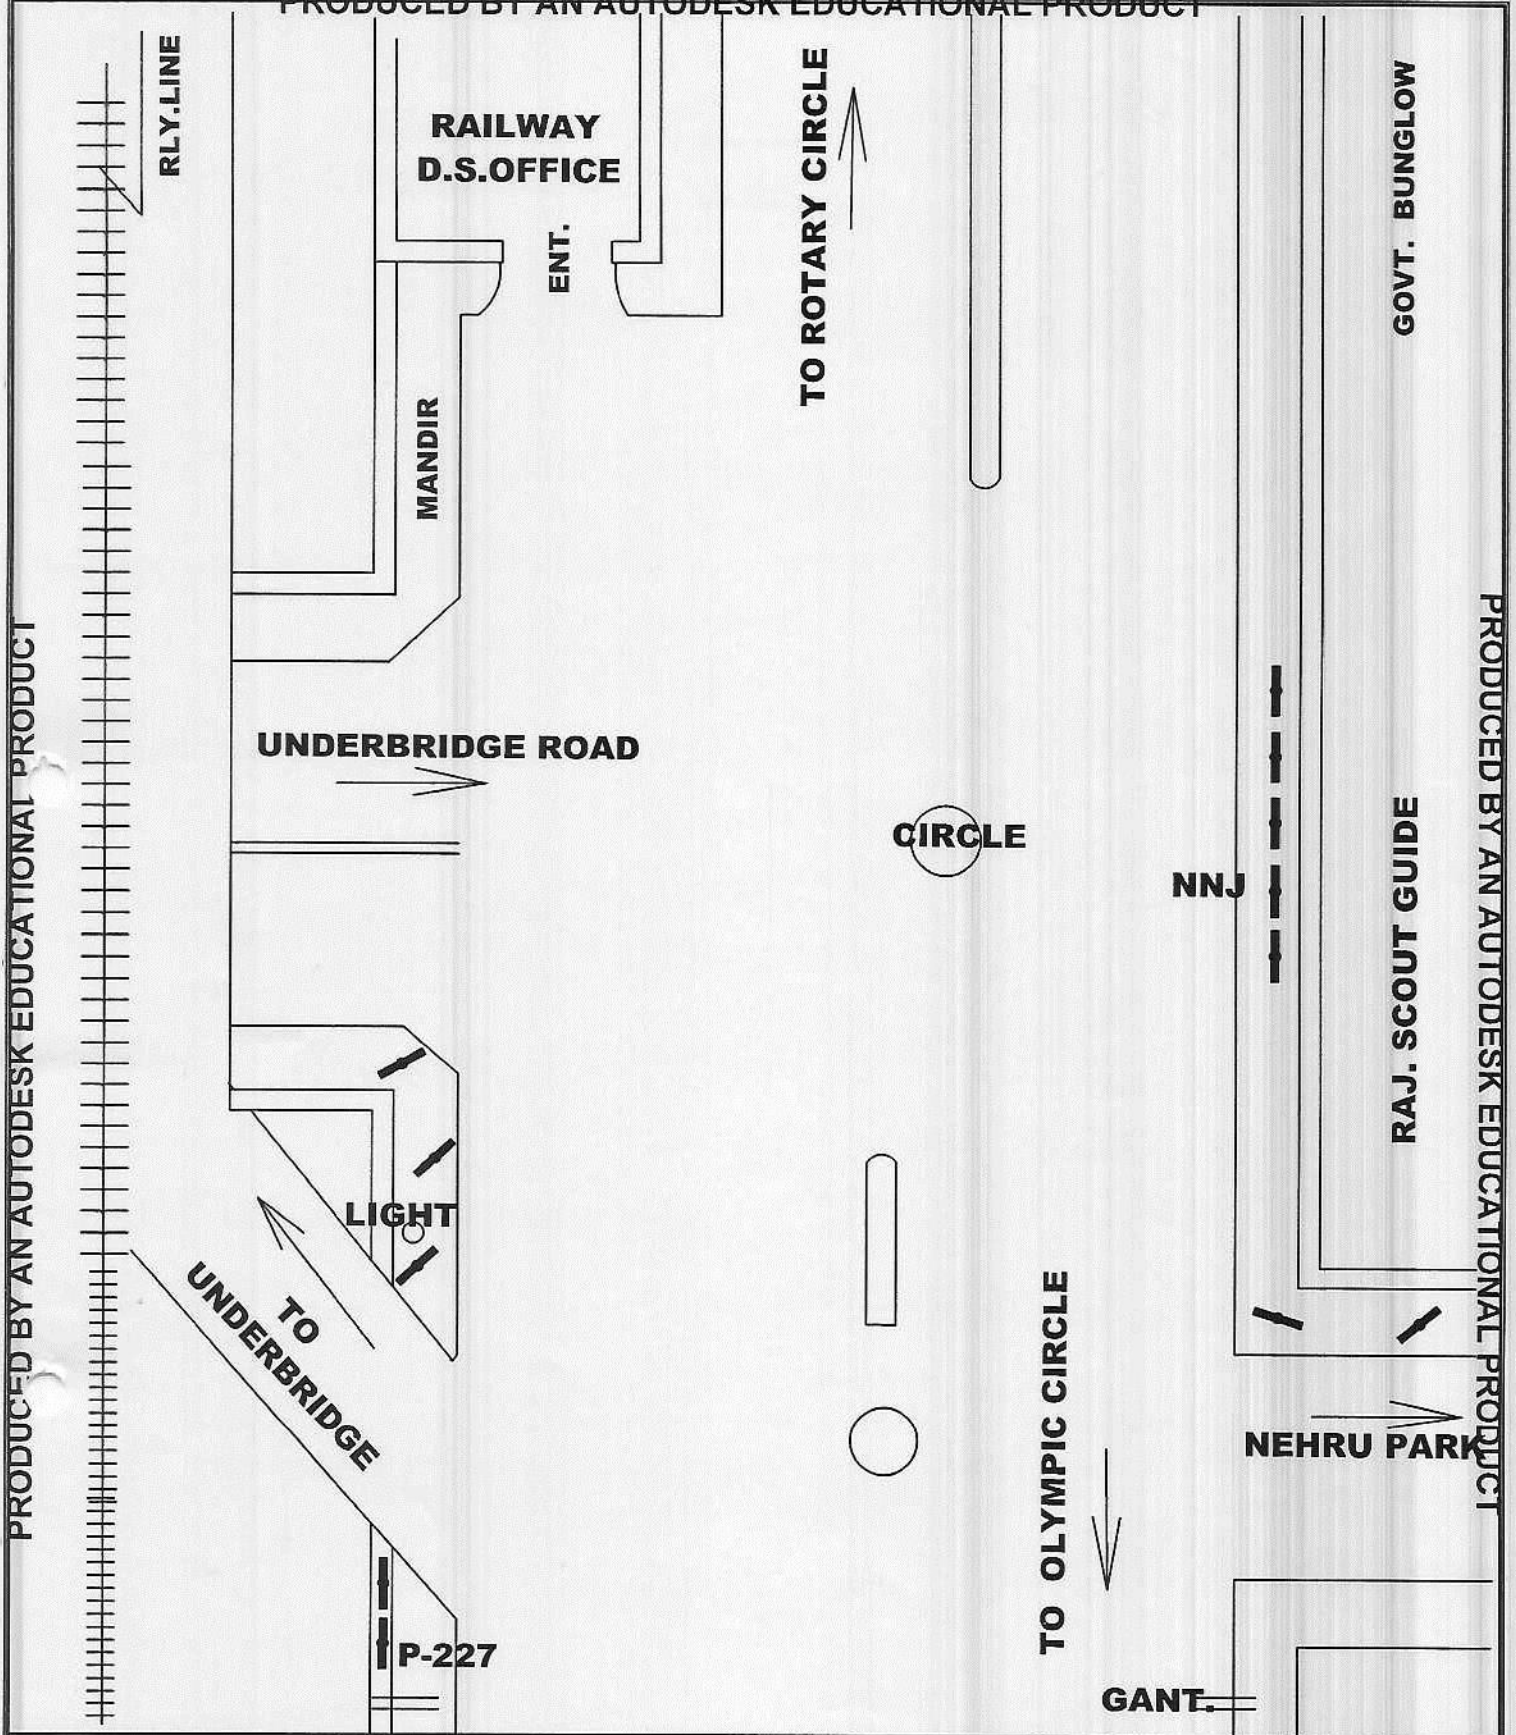 PRODUCED BY AN AUTODESK EDUCATIONAL PRODUCT
RLY.LINE
RAILWAY
D.S.OFFICE
ENT.
TO ROTARY CIRCLE
GOVT. BUNGLOW
MANDIR
PRODUCED BY AN AUTODESK EDUCATIONAL PRODUCT
PRODUCED BY AN AUTODESK EDUCATIONAL PRODUCT
UNDERBRIDGE ROAD
CIRCLE
NNJ
RAJ. SCOUT GUIDE
LIGHT
TO
UNDERBRIDGE
TO OLYMPIC CIRCLE
NEHRU PARK
P-227
GANT.